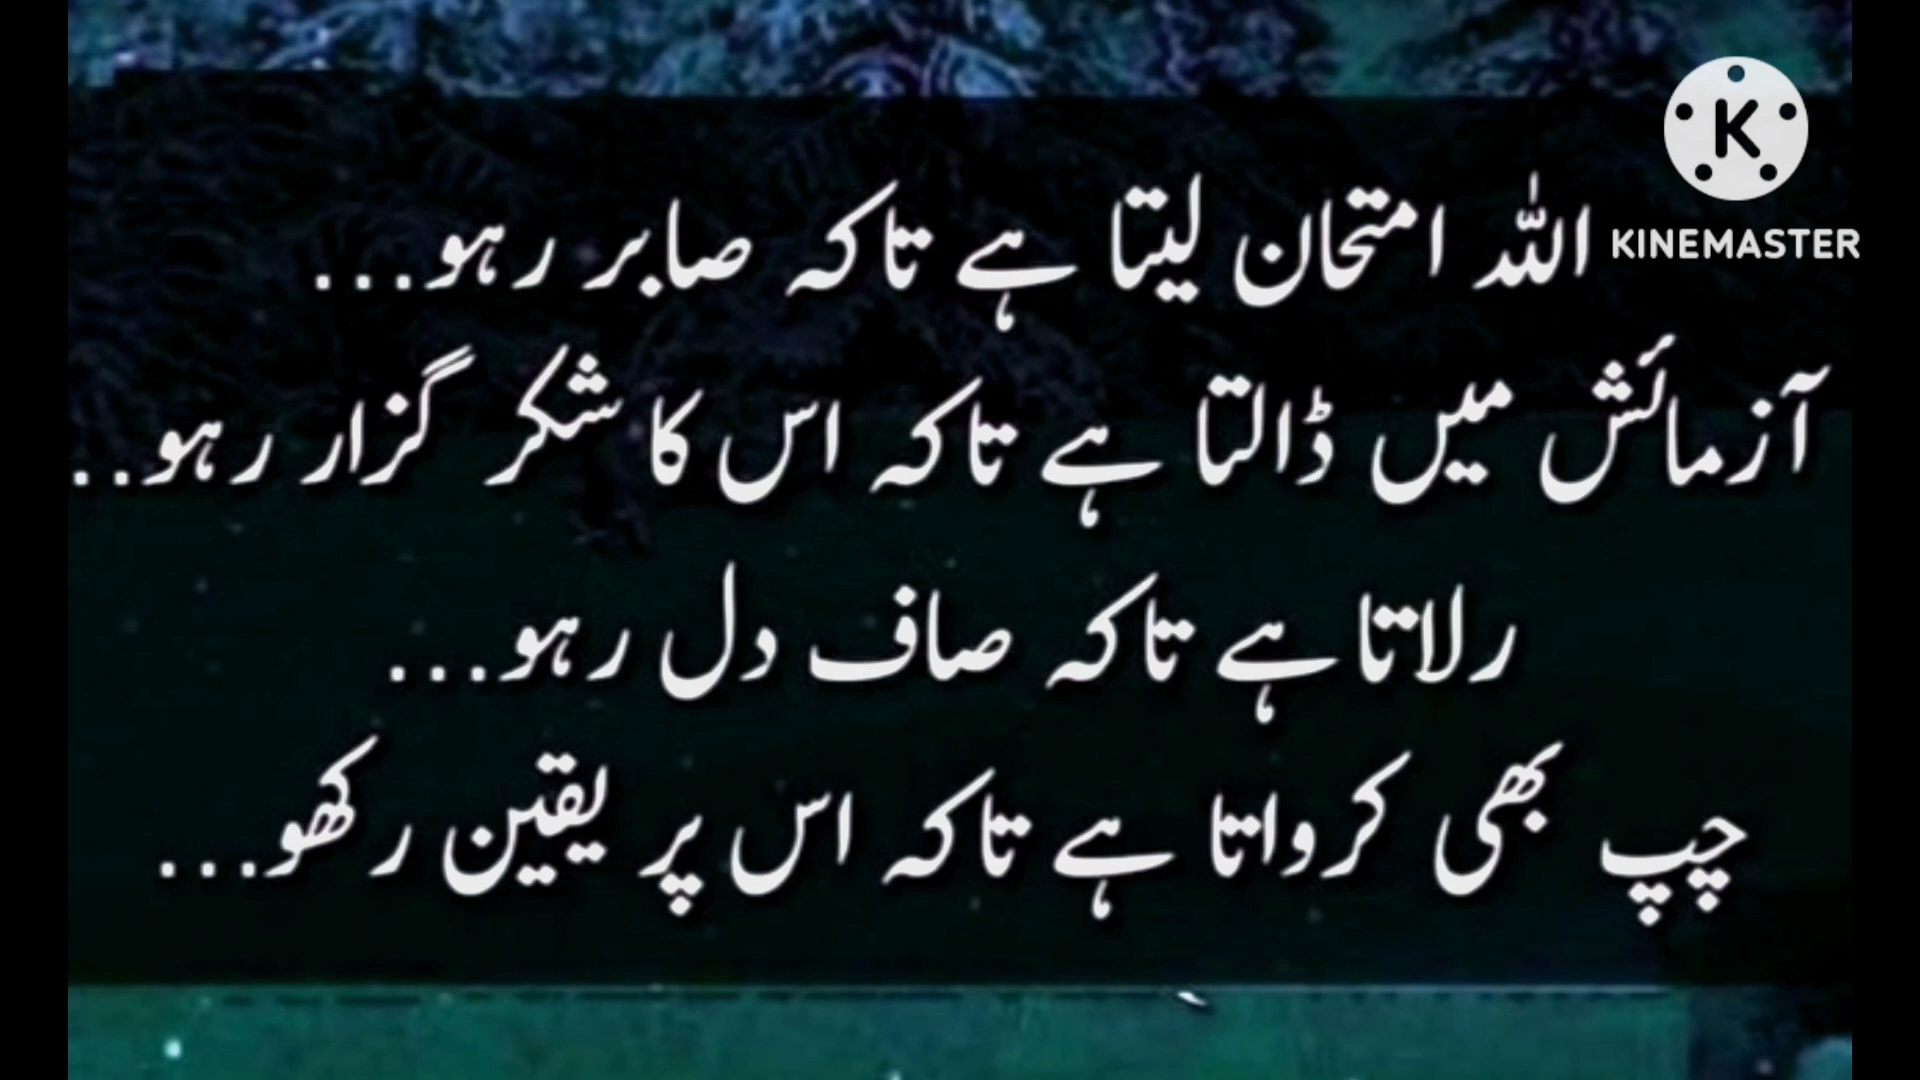 KINEMASTER
اللہ امتحان لیتا ہے تاکہ صابر رہو...
آزمائش میں ڈالتا ہے تاکہ اس کا شکر گزار رہو..
رلاتا ہے تاکہ صاف دل رہو...
چپ بھی کرواتا ہے تاکہ اس پر یقین رکھو...